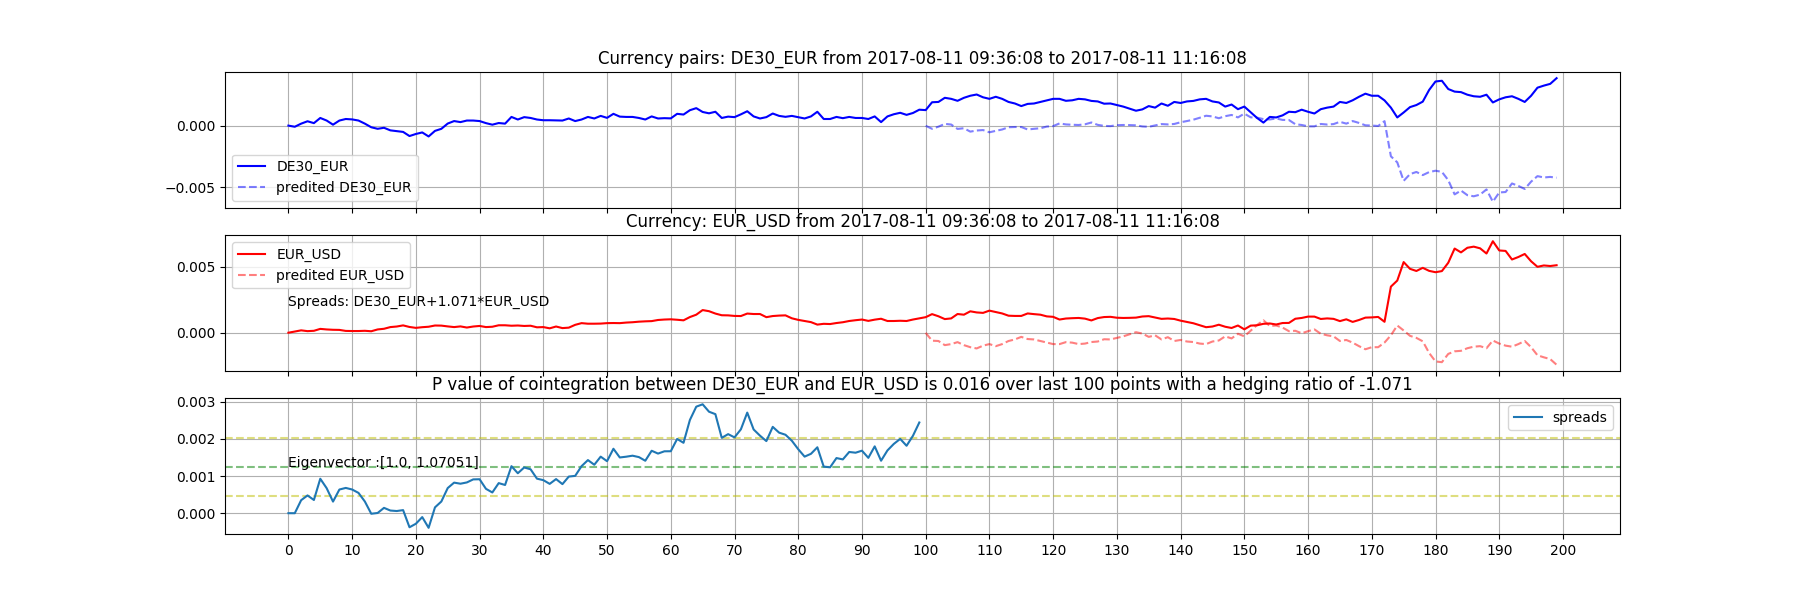 Currency pairs: DE30_EUR from 2017-08-11 09:36:08 to 2017-08-11 11:16:08
0.000
−0.005
DE30_EUR
predited DE30_EUR
Currency: EUR_USD from 2017-08-11 09:36:08 to 2017-08-11 11:16:08
0.005
0.000
EUR_USD
predited EUR_USD
Spreads: DE30_EUR+1.071*EUR_USD
P value of cointegration between DE30_EUR and EUR_USD is 0.016 over last 100 points with a hedging ratio of -1.071
0.003
0.002
0.001
0.000
spreads
Eigenvector :[1.0, 1.07051]
0 10 20 30 40 50 60 70 80 90 100 110 120 130 140 150 160 170 180 190 200